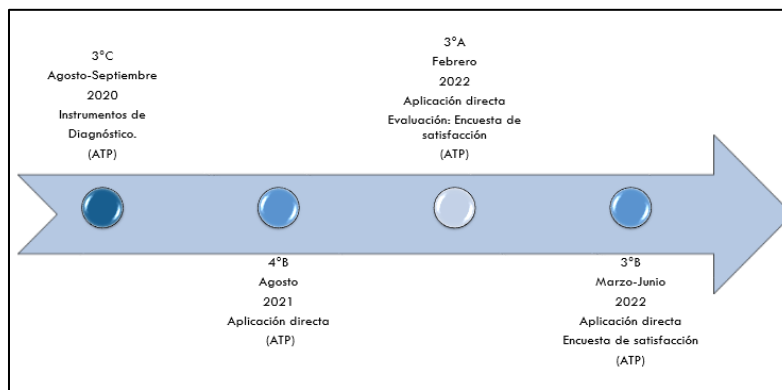 3°C
Agosto-Septiembre
2020
Instrumentos de
Diagnóstico.
(ATP)
4°B
Agosto
2021
Aplicación directa
(ATP)
3°A
Febrero
2022
Aplicación directa
Evaluación: Encuesta de
satisfacción
(ATP)
3°B
Marzo-Junio
2022
Aplicación directa
Encuesta de satisfacción
(ATP)